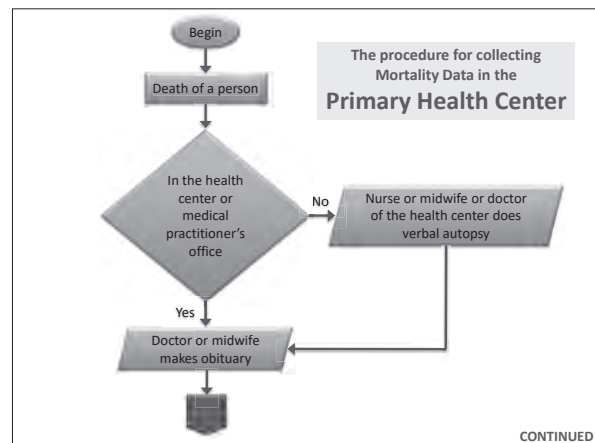 Begin
The procedure for collecting
Mortality Data in the
Primary Health Center
Death of a person
In the health
center or
medical
practitioner's
office
No
Nurse or midwife or doctor
of the health center does
verbal autopsy
Yes
Doctor or midwife
makes obituary
CONTINUED